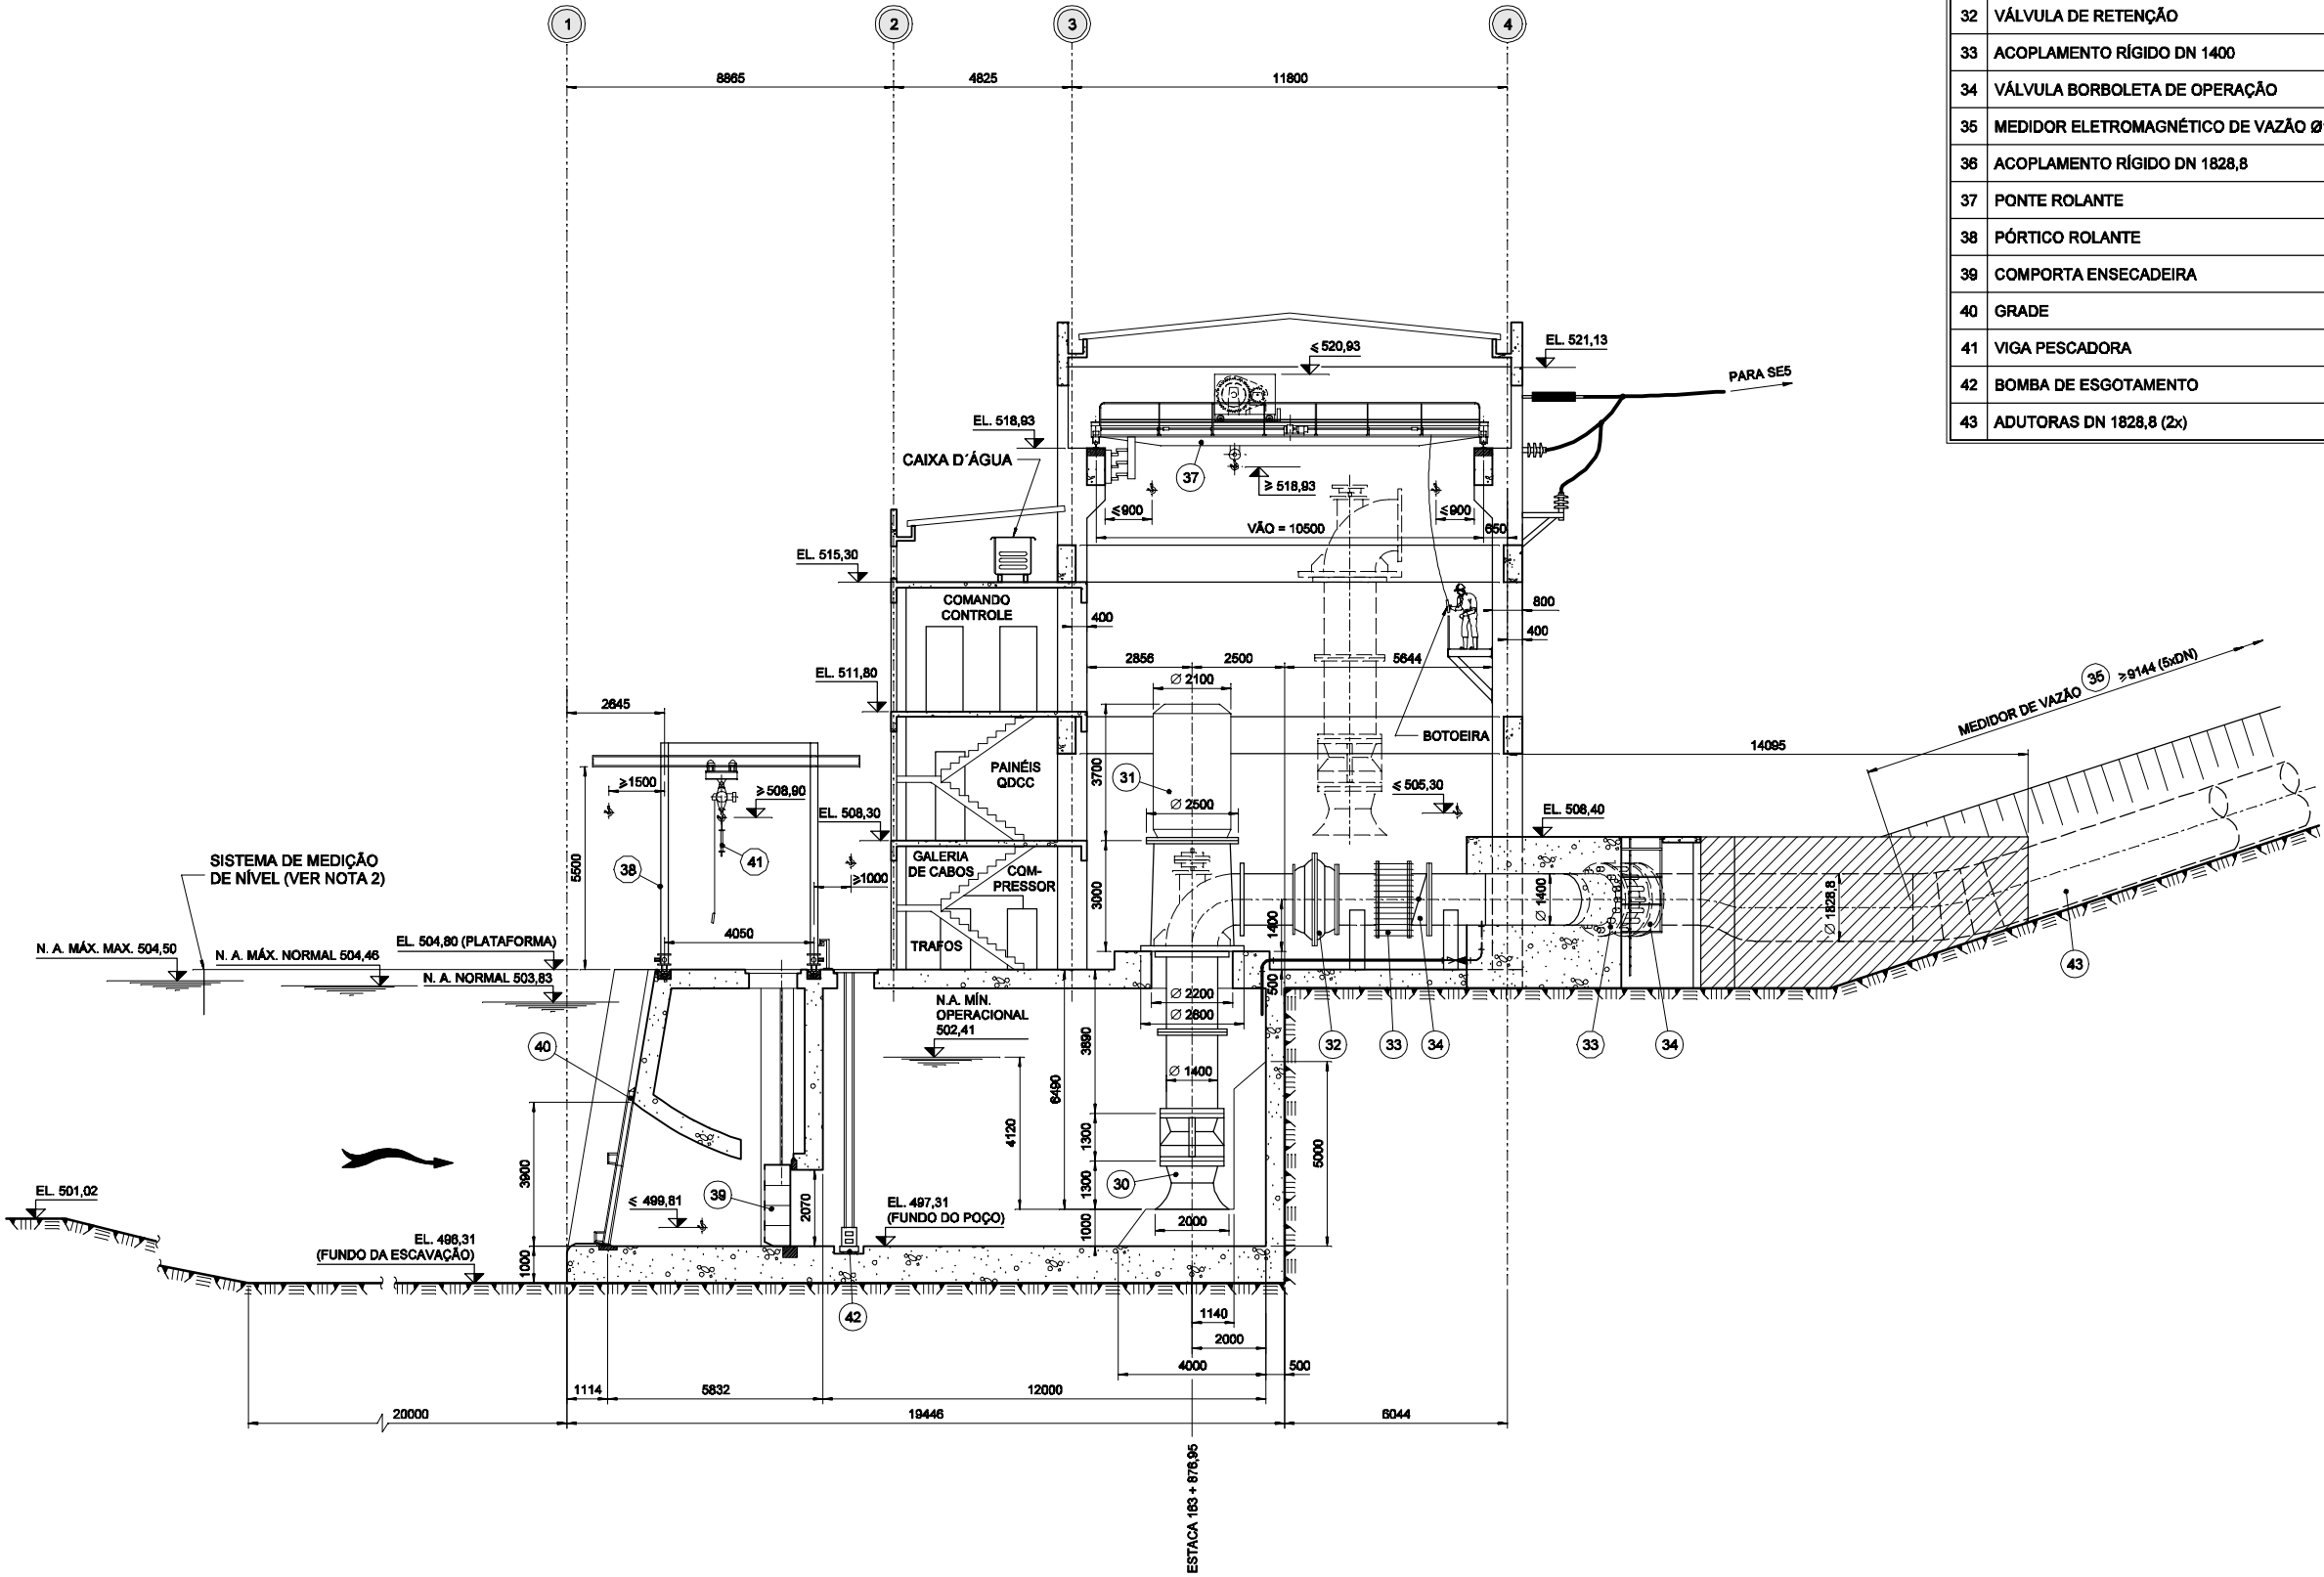 1
2
3
4
8865
4825
11800
32 VÁLVULA DE RETENÇÃO
33 ACOPLAMENTO RÍGIDO DN 1400
34 VÁLVULA BORBOLETA DE OPERAÇÃO
35 MEDIDOR ELETROMAGNÉTICO DE VAZÃO Ø
36 ACOPLAMENTO RÍGIDO DN 1828,8
37 PONTE ROLANTE
38 PÓRTICO ROLANTE
39 COMPORTA ENSECADEIRA
40 GRADE
41 VIGA PESCADORA
42 BOMBA DE ESGOTAMENTO
43 ADUTORAS DN 1828,8 (2x)
⩽ 520,93
EL. 521,13
PARA SE5
EL. 518,93
CAIXA D´ÁGUA
37
⩾ 518,93
⩽900
⩽900
VÃO = 10500
650
EL. 515,30
COMANDO
CONTROLE
400
800
400
2856
2500
5644
Ø 2100
EL. 511,80
2645
BOTOEIRA
MEDIDOR DE VAZÃO 35 ⩾9144 (5xDN)
14095
PAINÉIS
QDCC
3700
31
⩾1500
⩾508,90
Ø 2500
⩽ 505,30
EL. 508,30
EL. 508,40
5500
SISTEMA DE MEDIÇÃO
DE NÍVEL (VER NOTA 2)
38
41
⩾1000
GALERIA
DE CABOS
COM-
PRESSOR
3000
TRAFOS
1400
Ø 1400
Ø 1828,8
4050
N. A. MÁX. MAX. 504,50
N. A. MÁX. NORMAL 504,46
EL. 504,80 (PLATAFORMA)
N. A. NORMAL 503,83
43
500
N.A. MÍN.
OPERACIONAL
502,41
Ø 2200
Ø 2600
3890
40
32
33
34
33
34
Ø 1400
6490
4120
1300
5000
3900
1300
30
EL. 501,02
⩽ 499,81
39
2070
EL. 497,31
(FUNDO DO POÇO)
1000
2000
EL. 496,31
(FUNDO DA ESCAVAÇÃO)
1000
42
1140
2000
4000
500
1114
5832
12000
20000
19446
6044
ESTACA 163 + 876,95